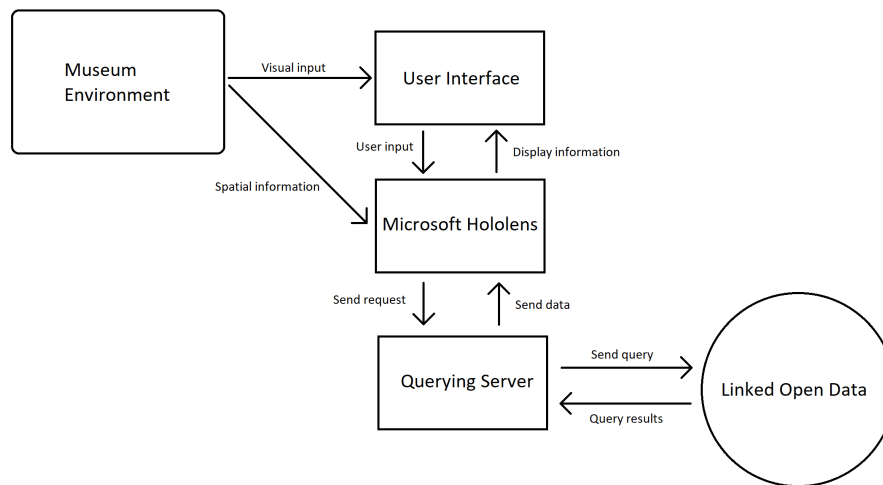 Museum
Environment
Visual input
User Interface
User input
Display information
Spatial information
Microsoft Hololens
Send request
Send data
Querying Server
Send query
Query results
Linked Open Data